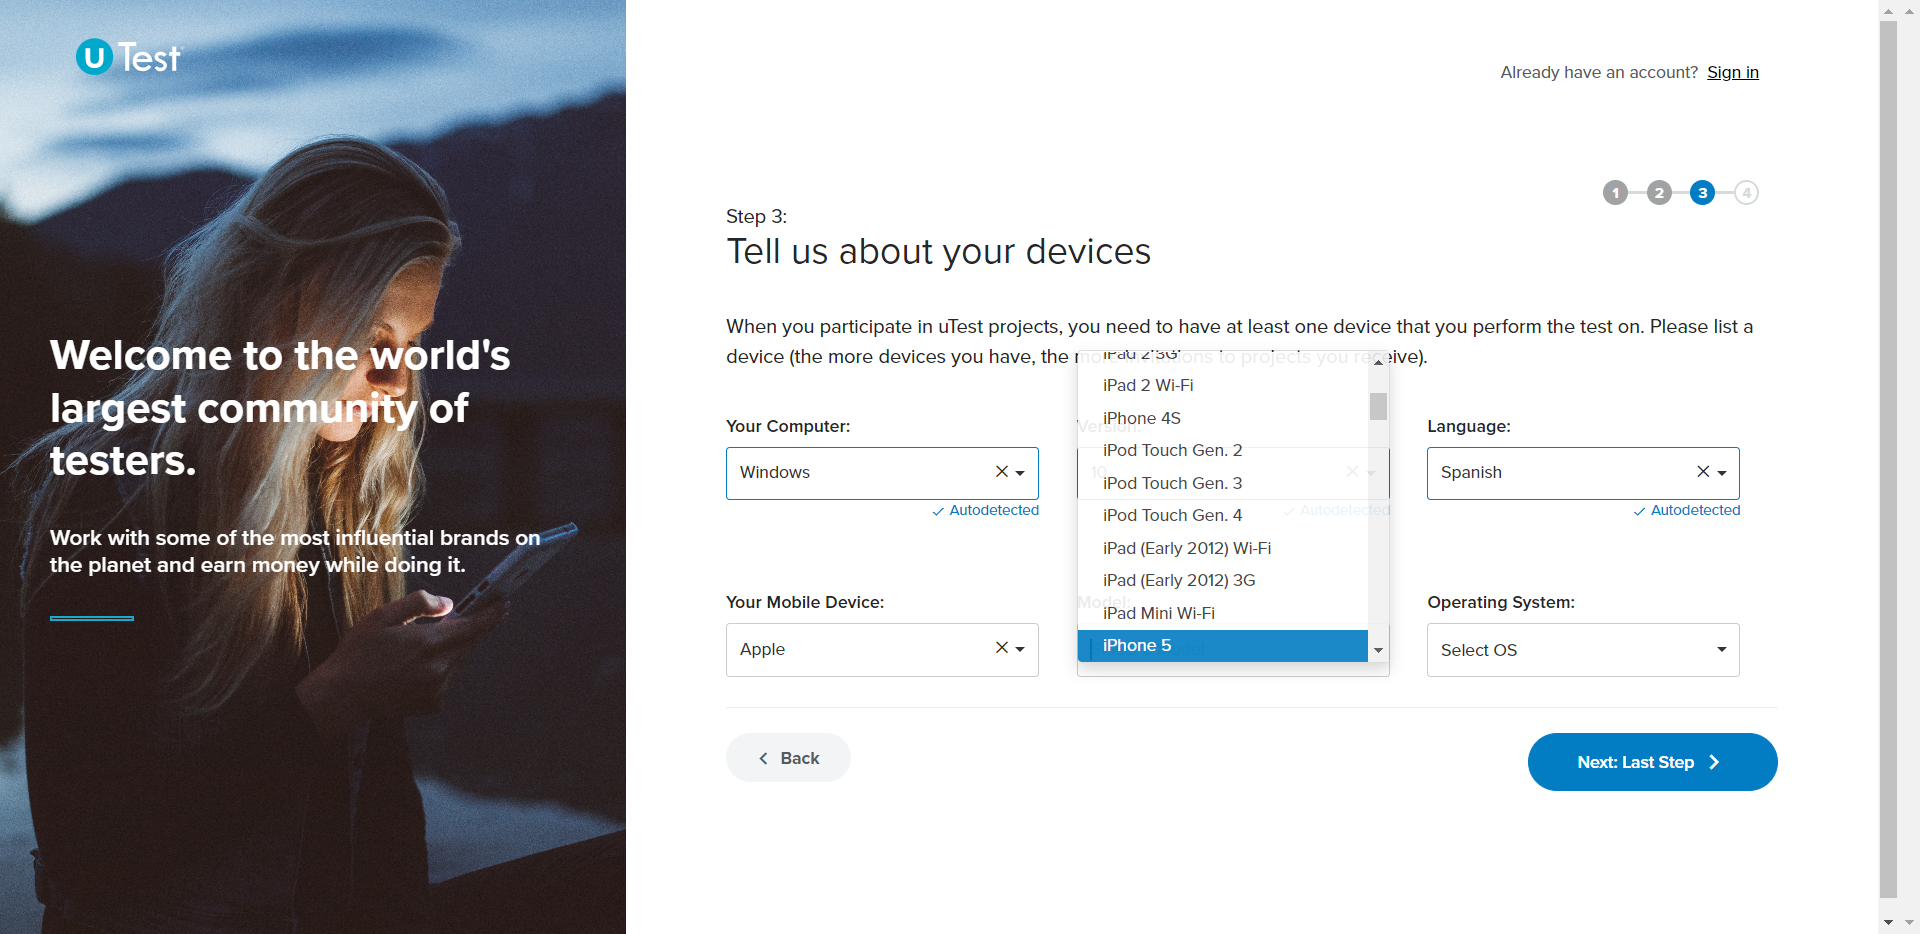 U Test
Already have an account? Sign in
1 2 3 4
Step 3:
Tell us about your devices
When you participate in uTest projects, you need to have at least one device that you perform the test on. Please list a
device (the more devices you have, the to projects you receive).
Welcome to the world's
largest community of
testers.
Work with some of the most influential brands on
the planet and earn money while doing it.
Your Computer:
Version:
Language:
Windows
10
Spanish
Autodetected
Autodetected
Autodetected
iPad 2 3G
iPad 2 Wi-Fi
iPhone 4S
iPod Touch Gen. 2
iPod Touch Gen. 3
iPod Touch Gen. 4
iPad (Early 2012) Wi-Fi
iPad (Early 2012) 3G
iPad Mini Wi-Fi
iPhone 5
Your Mobile Device:
Model:
Operating System:
Apple
Select OS
Back
Next: Last Step